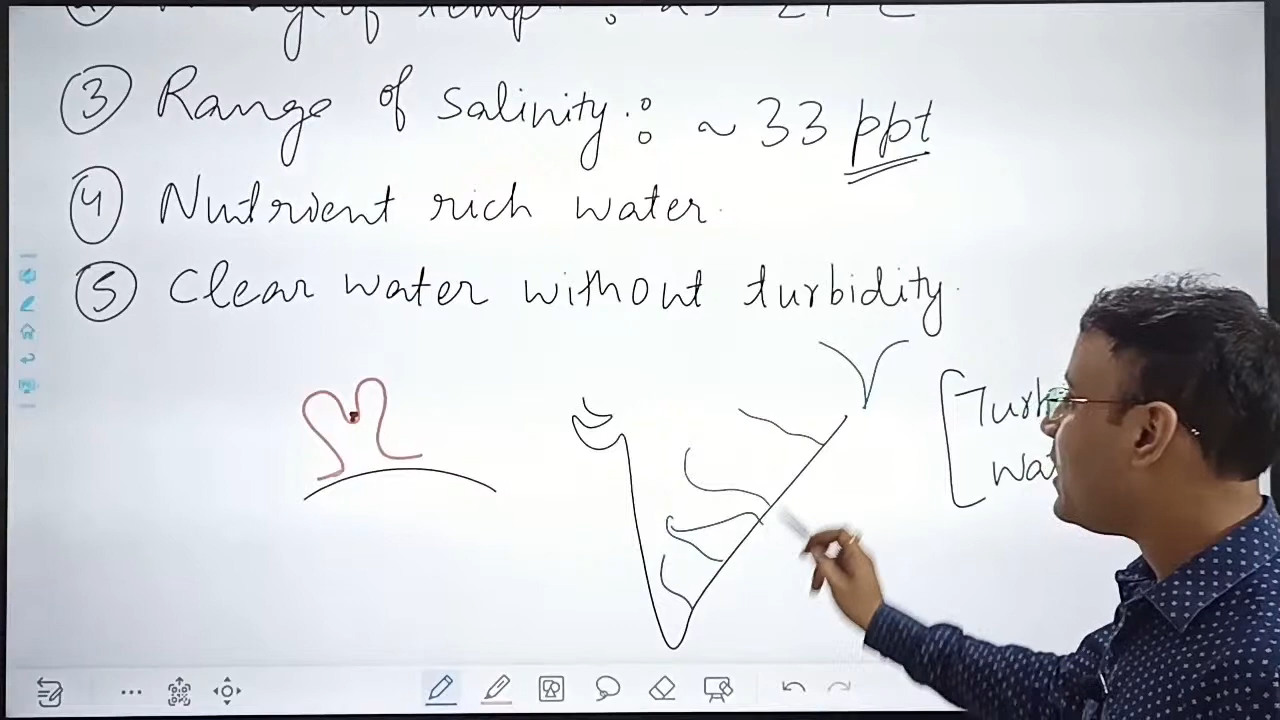 ③ Range of Salinity : ~ 33 ppt
④ Nutrient rich water.
⑤ Clear water without turbidity.